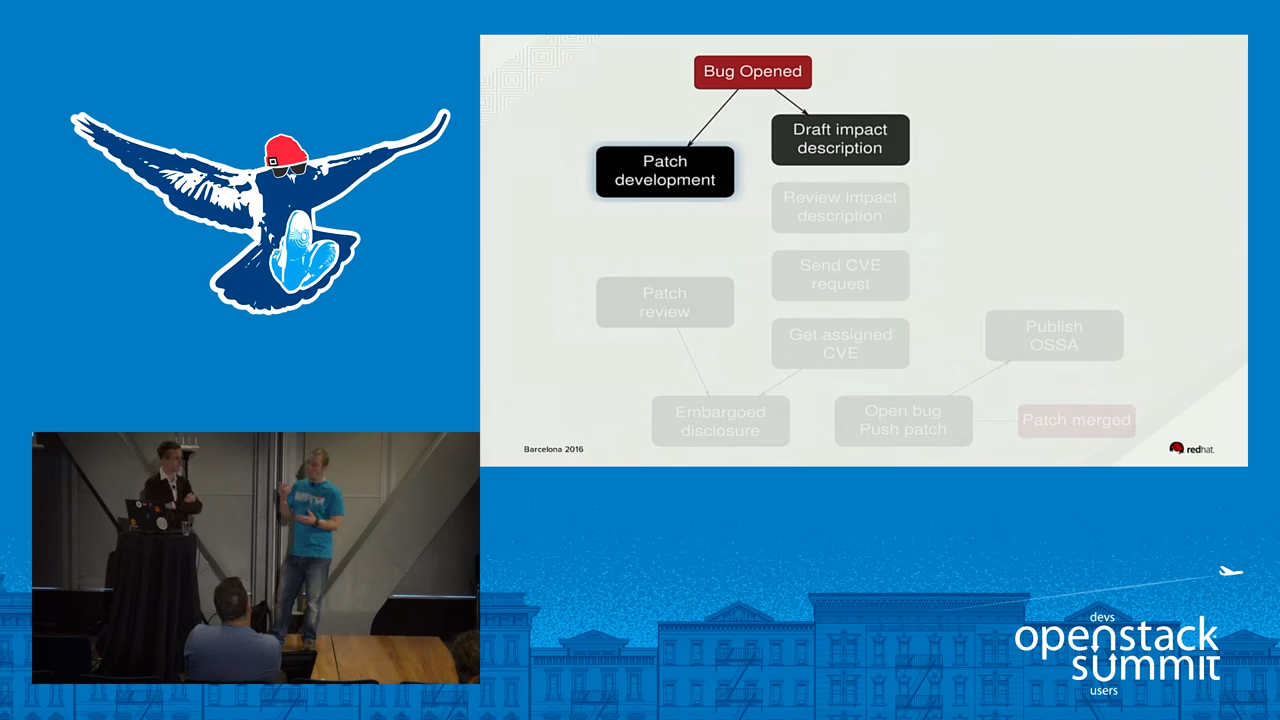 Bug Opened
Draft impact
description
Patch
development
Review impact
description
Send CVE
request
Patch
review
Get assigned
CVE
Publish
OSSA
Embargoed
disclosure
Open bug
Push patch
Patch merged
Barcelona 2016
redhat.
devs
openstack
summit
users